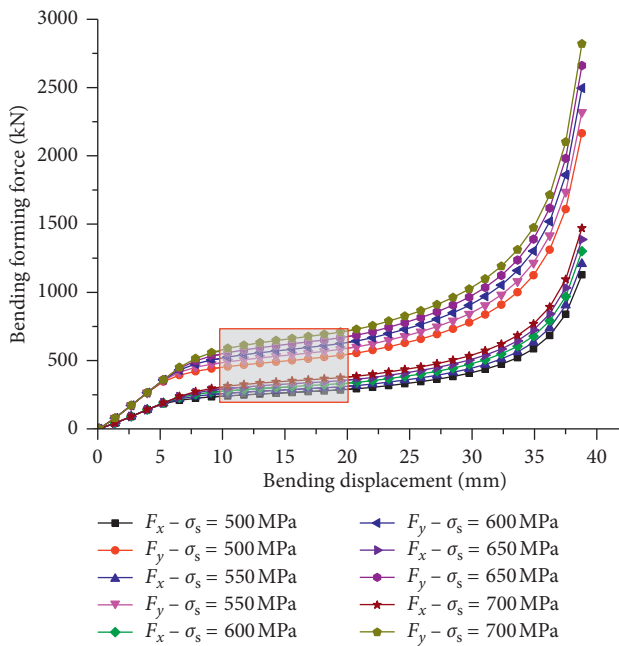 3000
2500
2000
1500
1000
500
0
Bending forming force (kN)
0 5 10 15 20 25 30 35 40
Bending displacement (mm)
Fx – σs = 500 MPa
Fy – σs = 500 MPa
Fx – σs = 550 MPa
Fy – σs = 550 MPa
Fx – σs = 600 MPa
Fy – σs = 600 MPa
Fx – σs = 650 MPa
Fy – σs = 650 MPa
Fx – σs = 700 MPa
Fy – σs = 700 MPa